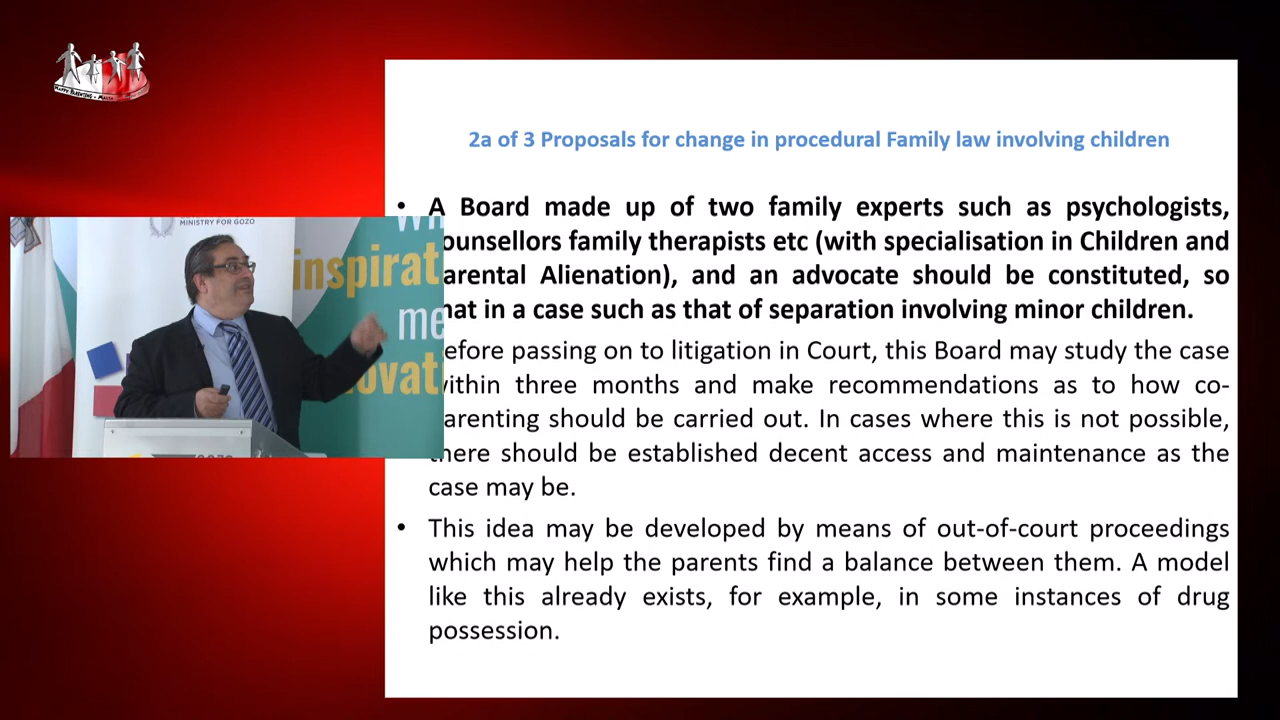 HAPPY PARENTING - MALTA
MINISTRY FOR GOZO
inspirat
me
ovat
2a of 3 Proposals for change in procedural Family law involving children
• A Board made up of two family experts such as psychologists,
ounsellors family therapists etc (with specialisation in Children and
arental Alienation), and an advocate should be constituted, so
hat in a case such as that of separation involving minor children.
efore passing on to litigation in Court, this Board may study the case
ithin three months and make recommendations as to how co-
arenting should be carried out. In cases where this is not possible,
here should be established decent access and maintenance as the
case may be.
• This idea may be developed by means of out-of-court proceedings
which may help the parents find a balance between them. A model
like this already exists, for example, in some instances of drug
possession.